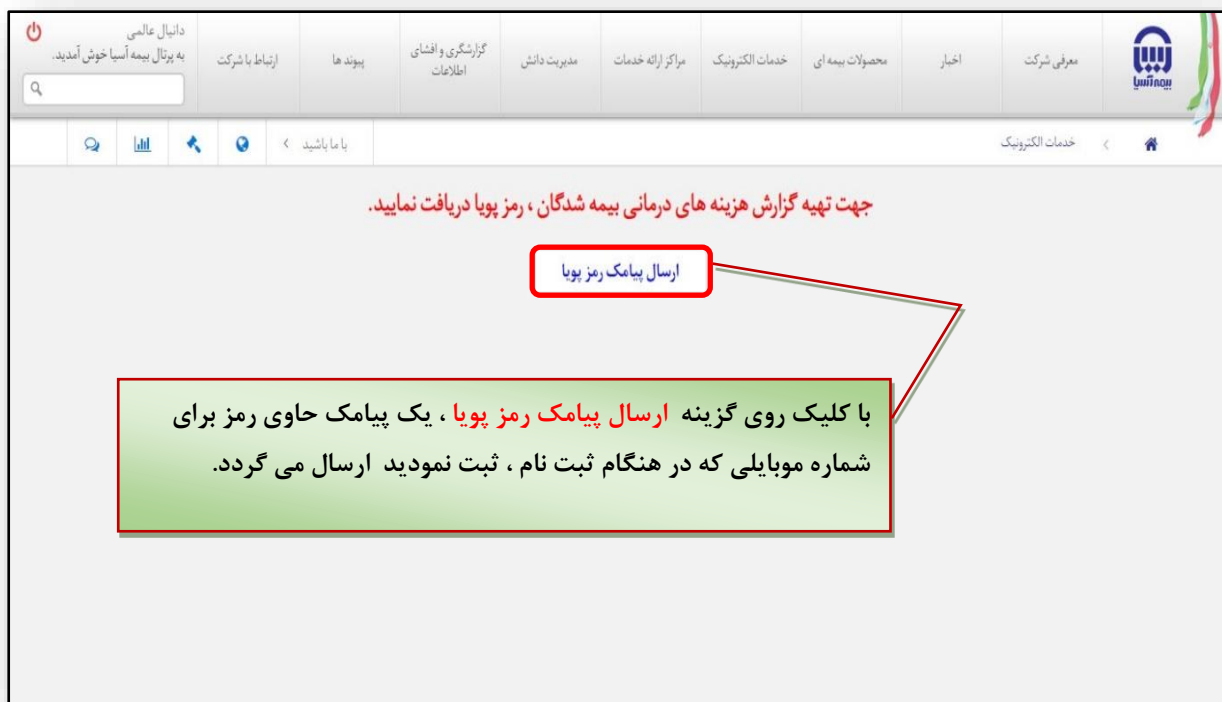 دانیال عالمی
به پرتال بیمه آسیا خوش آمدید.
بیمه آسیا
معرفی شرکت
اخبار
محصولات بیمه ای
خدمات الکترونیک
مراکز ارائه خدمات
مدیریت دانش
گزارشگری و افشای
اطلاعات
پیوند ها
ارتباط با شرکت
خدمات الکترونیک
با ما باشید
جهت تهیه گزارش هزینه های درمانی بیمه شدگان ، رمز پویا دریافت نمایید.
ارسال پیامک رمز پویا
با کلیک روی گزینه ارسال پیامک رمز پویا ، یک پیامک حاوی رمز برای
شماره موبایلی که در هنگام ثبت نام ، ثبت نمودید ارسال می گردد.